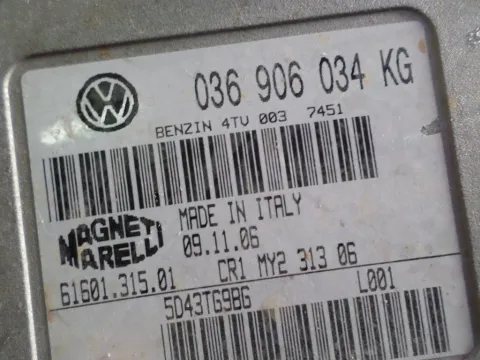 036 906 034 KG
BENZIN 4TV 003 7451
MAGNETI
MARELLI
MADE IN ITALY
09.11.06
61601.315.01
CR1 MY2 313 06
5D43TG9BG
L001